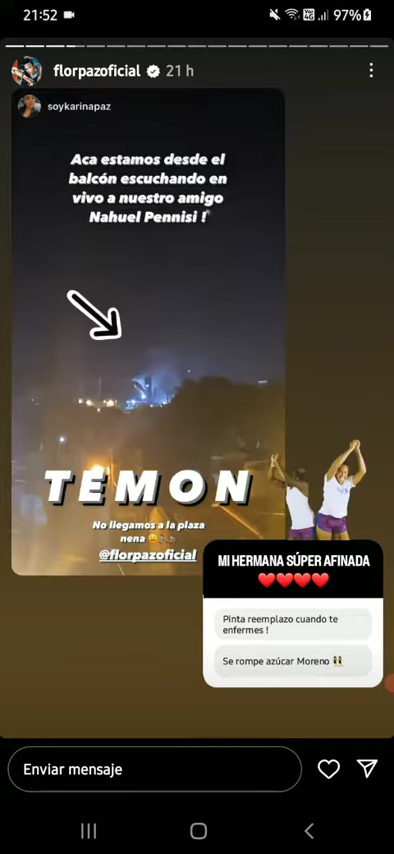 21:52
97%
florpazoficial 21 h
soykarinapaz
Aca estamos desde el
balcón escuchando en
vivo a nuestro amigo
Nahuel Pennisi !
TEMON
No llegamos a la plaza
nena
@florpazoficial
MI HERMANA SÚPER AFINADA
❤️❤️❤️❤️
Pinta reemplazo cuando te
enfermes !
Se rompe azúcar Moreno 👯
Enviar mensaje